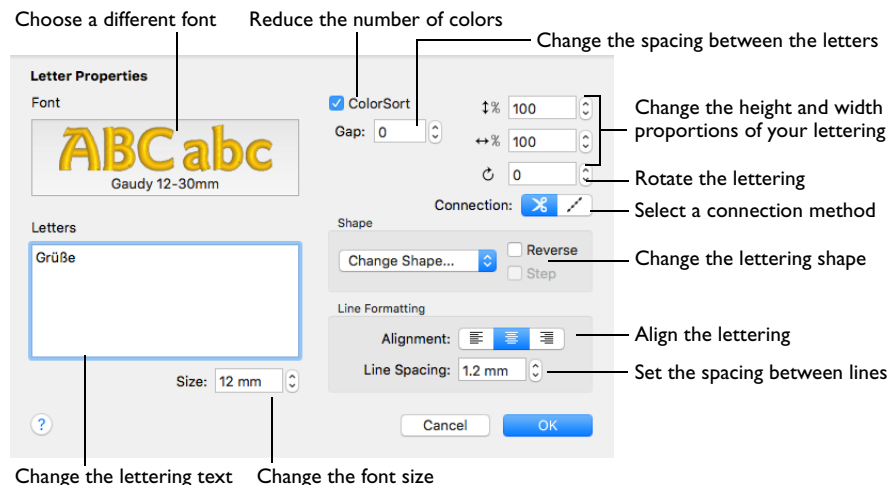 Choose a different font
Reduce the number of colors
Change the spacing between the letters
Letter Properties
Font
ABC abc
Gaudy 12-30mm
ColorSort
Gap: 0
% 100
% 100
0
Change the height and width
proportions of your lettering
Rotate the lettering
Connection:
Select a connection method
Letters
Grüße
Shape
Change Shape...
Reverse
Step
Change the lettering shape
Line Formatting
Alignment:
Align the lettering
Line Spacing: 1.2 mm
Set the spacing between lines
Size: 12 mm
?
Cancel
OK
Change the lettering text
Change the font size